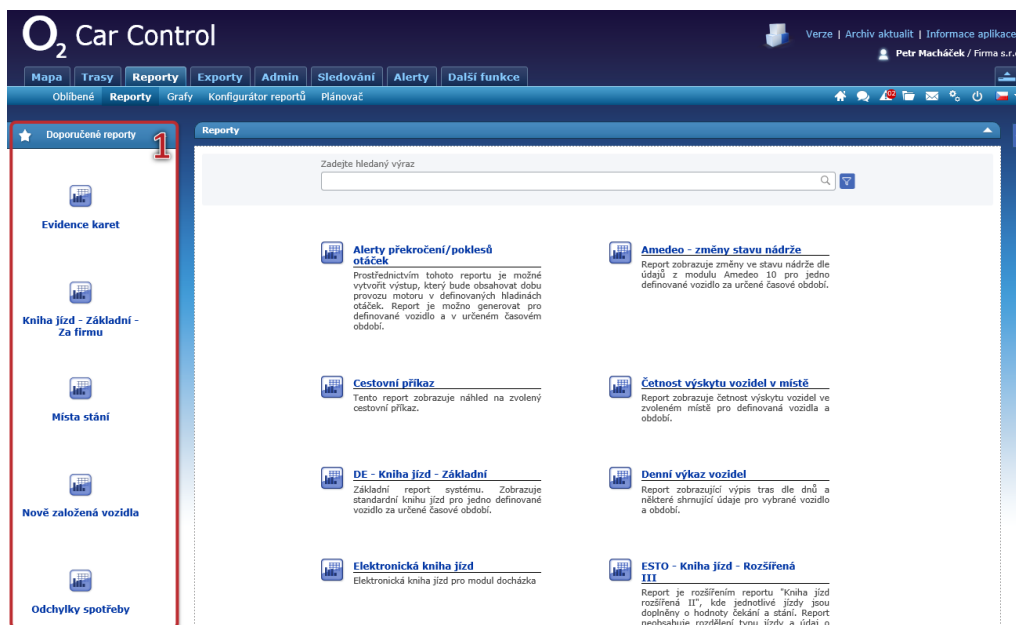 O2 Car Control
Verze | Archiv aktualit | Informace aplikace
Petr Macháček / Firma s.r.
Mapa Trasy Reporty Exporty Admin Sledování Alerty Další funkce
Oblíbené Reporty Grafy Konfigurátor reportů Plánovač
02
Doporučené reporty
1
Evidence karet
Kniha jízd - Základní -
Za firmu
Místa stání
Nově založená vozidla
Odchylky spotřeby
Reporty
Zadejte hledaný výraz
Alerty překročení/poklesů
otáček
Prostřednictvím tohoto reportu je možné
vytvořit výstup, který bude obsahovat dobu
provozu motoru v definovaných hladinách
otáček. Report je možno generovat pro
definované vozidlo a v určeném časovém
období.
Amedeo - změny stavu nádrže
Report zobrazuje změny ve stavu nádrže dle
údajů z modulu Amedeo 10 pro jedno
definované vozidlo za určené časové období.
Cestovní příkaz
Tento report zobrazuje náhled na zvolený
cestovní příkaz.
Četnost výskytu vozidel v místě
Report zobrazuje četnost výskytu vozidel ve
zvoleném místě pro definovaná vozidla a
období.
DE - Kniha jízd - Základní
Základní report systému. Zobrazuje
standardní knihu jízd pro jedno definované
vozidlo za určené časové období.
Denní výkaz vozidel
Report zobrazující výpis tras dle dnů a
některé shrnující údaje pro vybrané vozidlo
a období.
Elektronická kniha jízd
Elektronická kniha jízd pro modul docházka
ESTO - Kniha jízd - Rozšířená
III
Report je rozšířením reportu "Kniha jízd
rozšířená II", kde jednotlivé jízdy jsou
doplněny o hodnoty čekání a stání. Report
neobsahuje rozdělení typu jízdy a údaj o